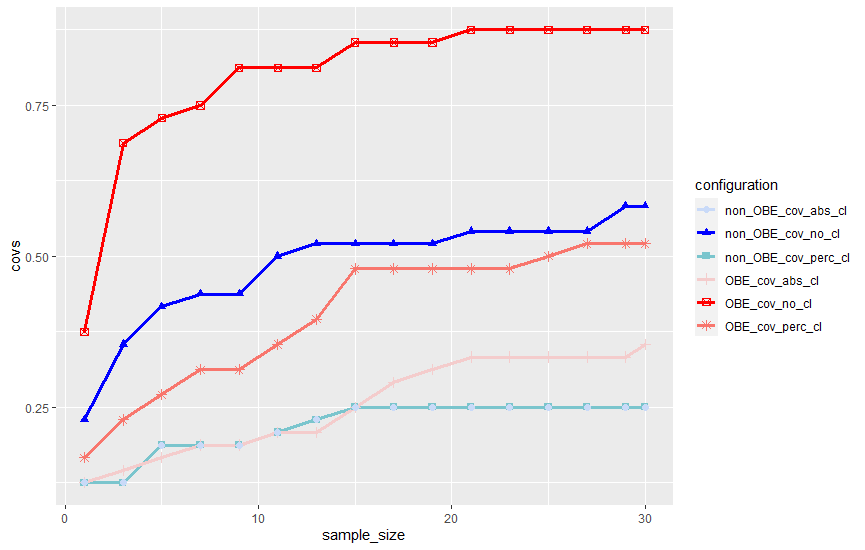 covs
0.75
0.50
0.25
0
10
20
30
sample_size
configuration
non_OBE_cov_abs_cl
non_OBE_cov_no_cl
non_OBE_cov_perc_cl
OBE_cov_abs_cl
OBE_cov_no_cl
OBE_cov_perc_cl